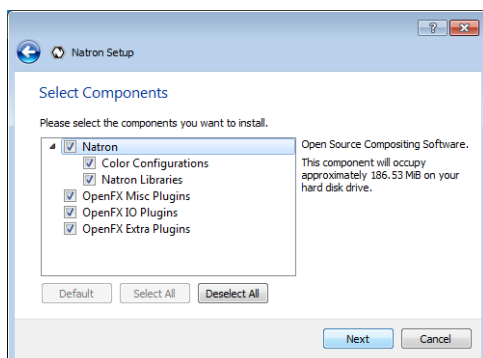 Natron Setup
Select Components
Please select the components you want to install.
Natron
Color Configurations
Natron Libraries
OpenFX Misc Plugins
OpenFX IO Plugins
OpenFX Extra Plugins
Open Source Compositing Software.
This component will occupy
approximately 186.53 MiB on your
hard disk drive.
Default Select All Deselect All
Next Cancel